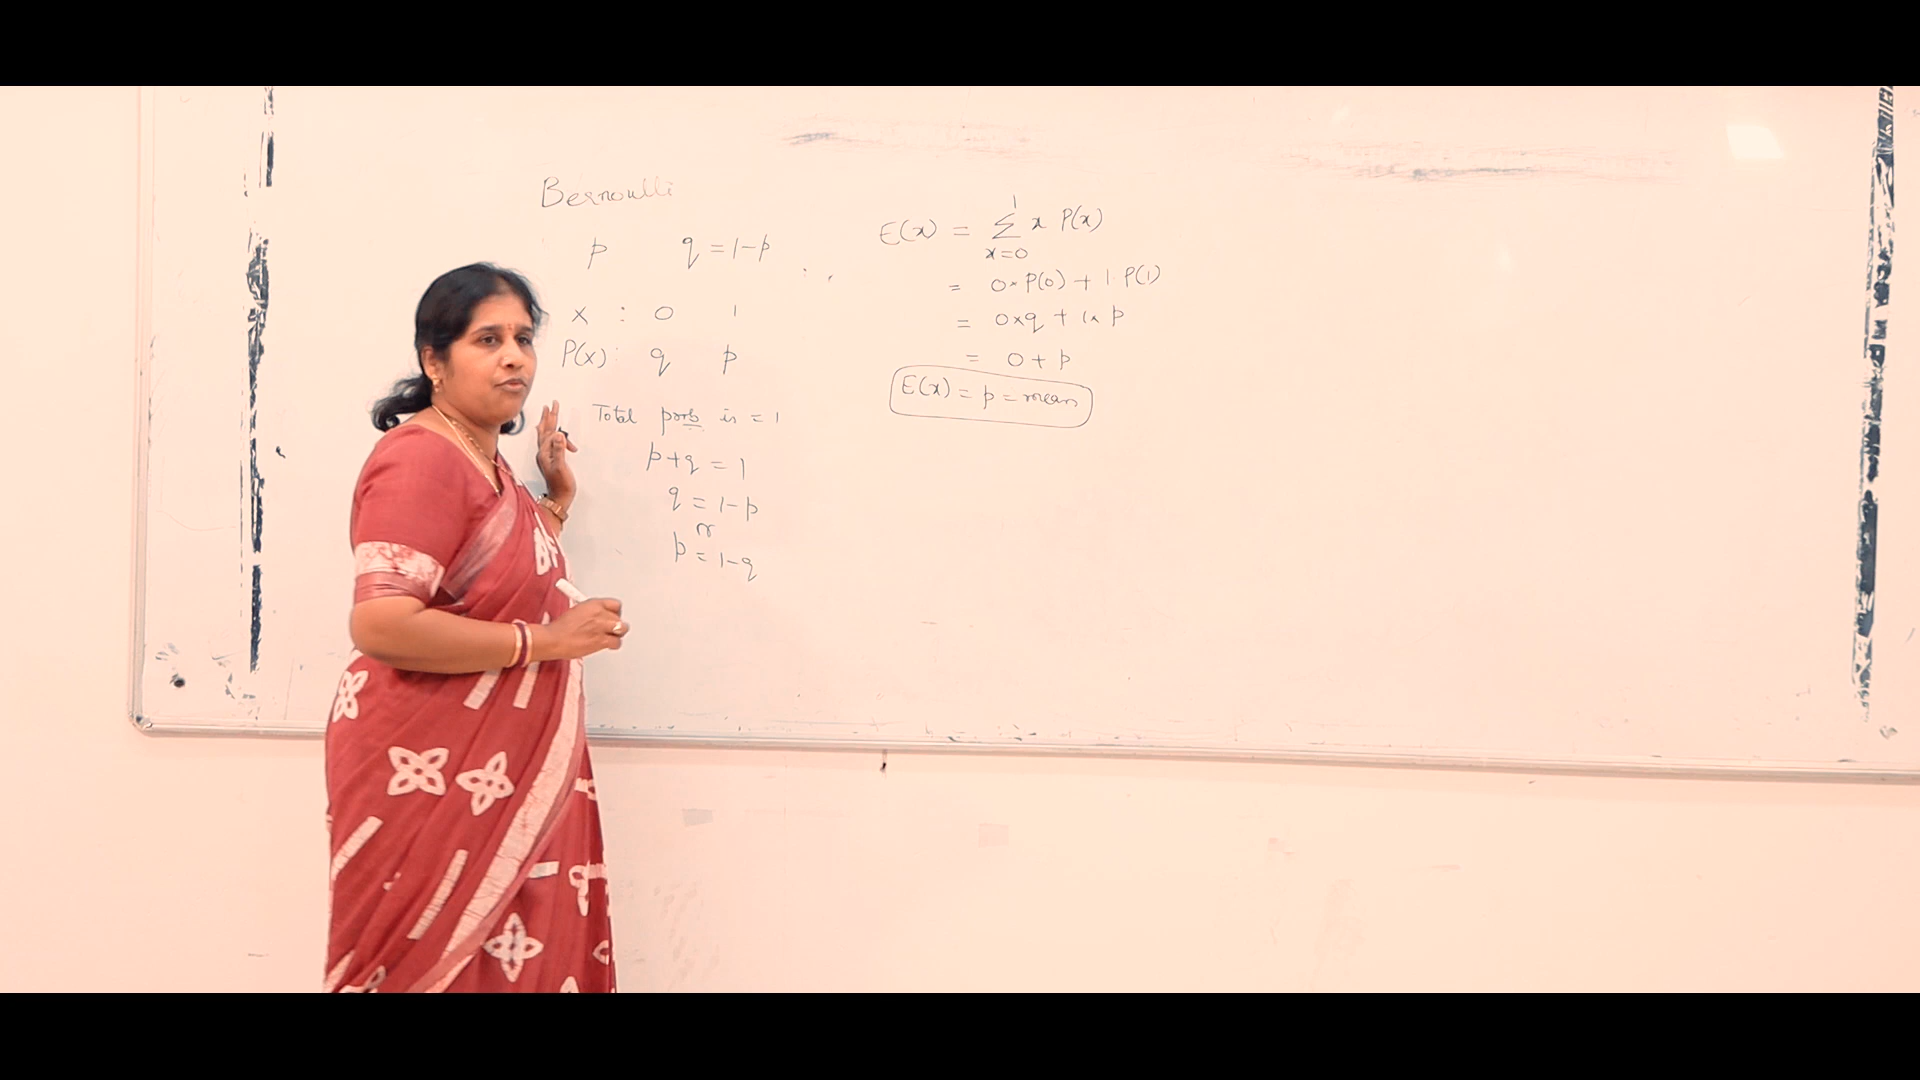 Bernoulli
p q = 1-p
x : 0 1
P(x) : q p
Total prob is = 1
p+q = 1
q = 1-p
or
p = 1-q
E(x) = 1∑x=0 x P(x)
= 0×P(0) + 1·P(1)
= 0×q + 1×p
= 0 + p
E(x) = p = mean